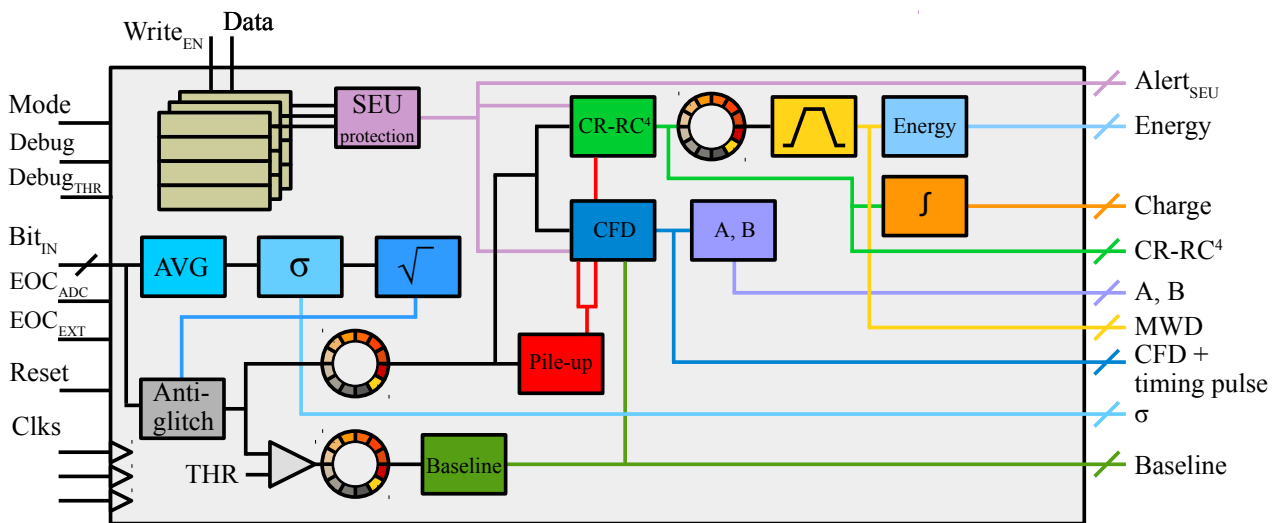 Write_EN
Data
Mode
Debug
Debug_THR
Bit_IN
EOC_ADC
EOC_EXT
Reset
Clks
SEU
protection
AVG
σ
√
Anti-
glitch
THR
Baseline
Pile-up
CR-RC⁴
CFD
A, B
Energy
∫
Alert_SEU
Energy
Charge
CR-RC⁴
A, B
MWD
CFD +
timing pulse
σ
Baseline